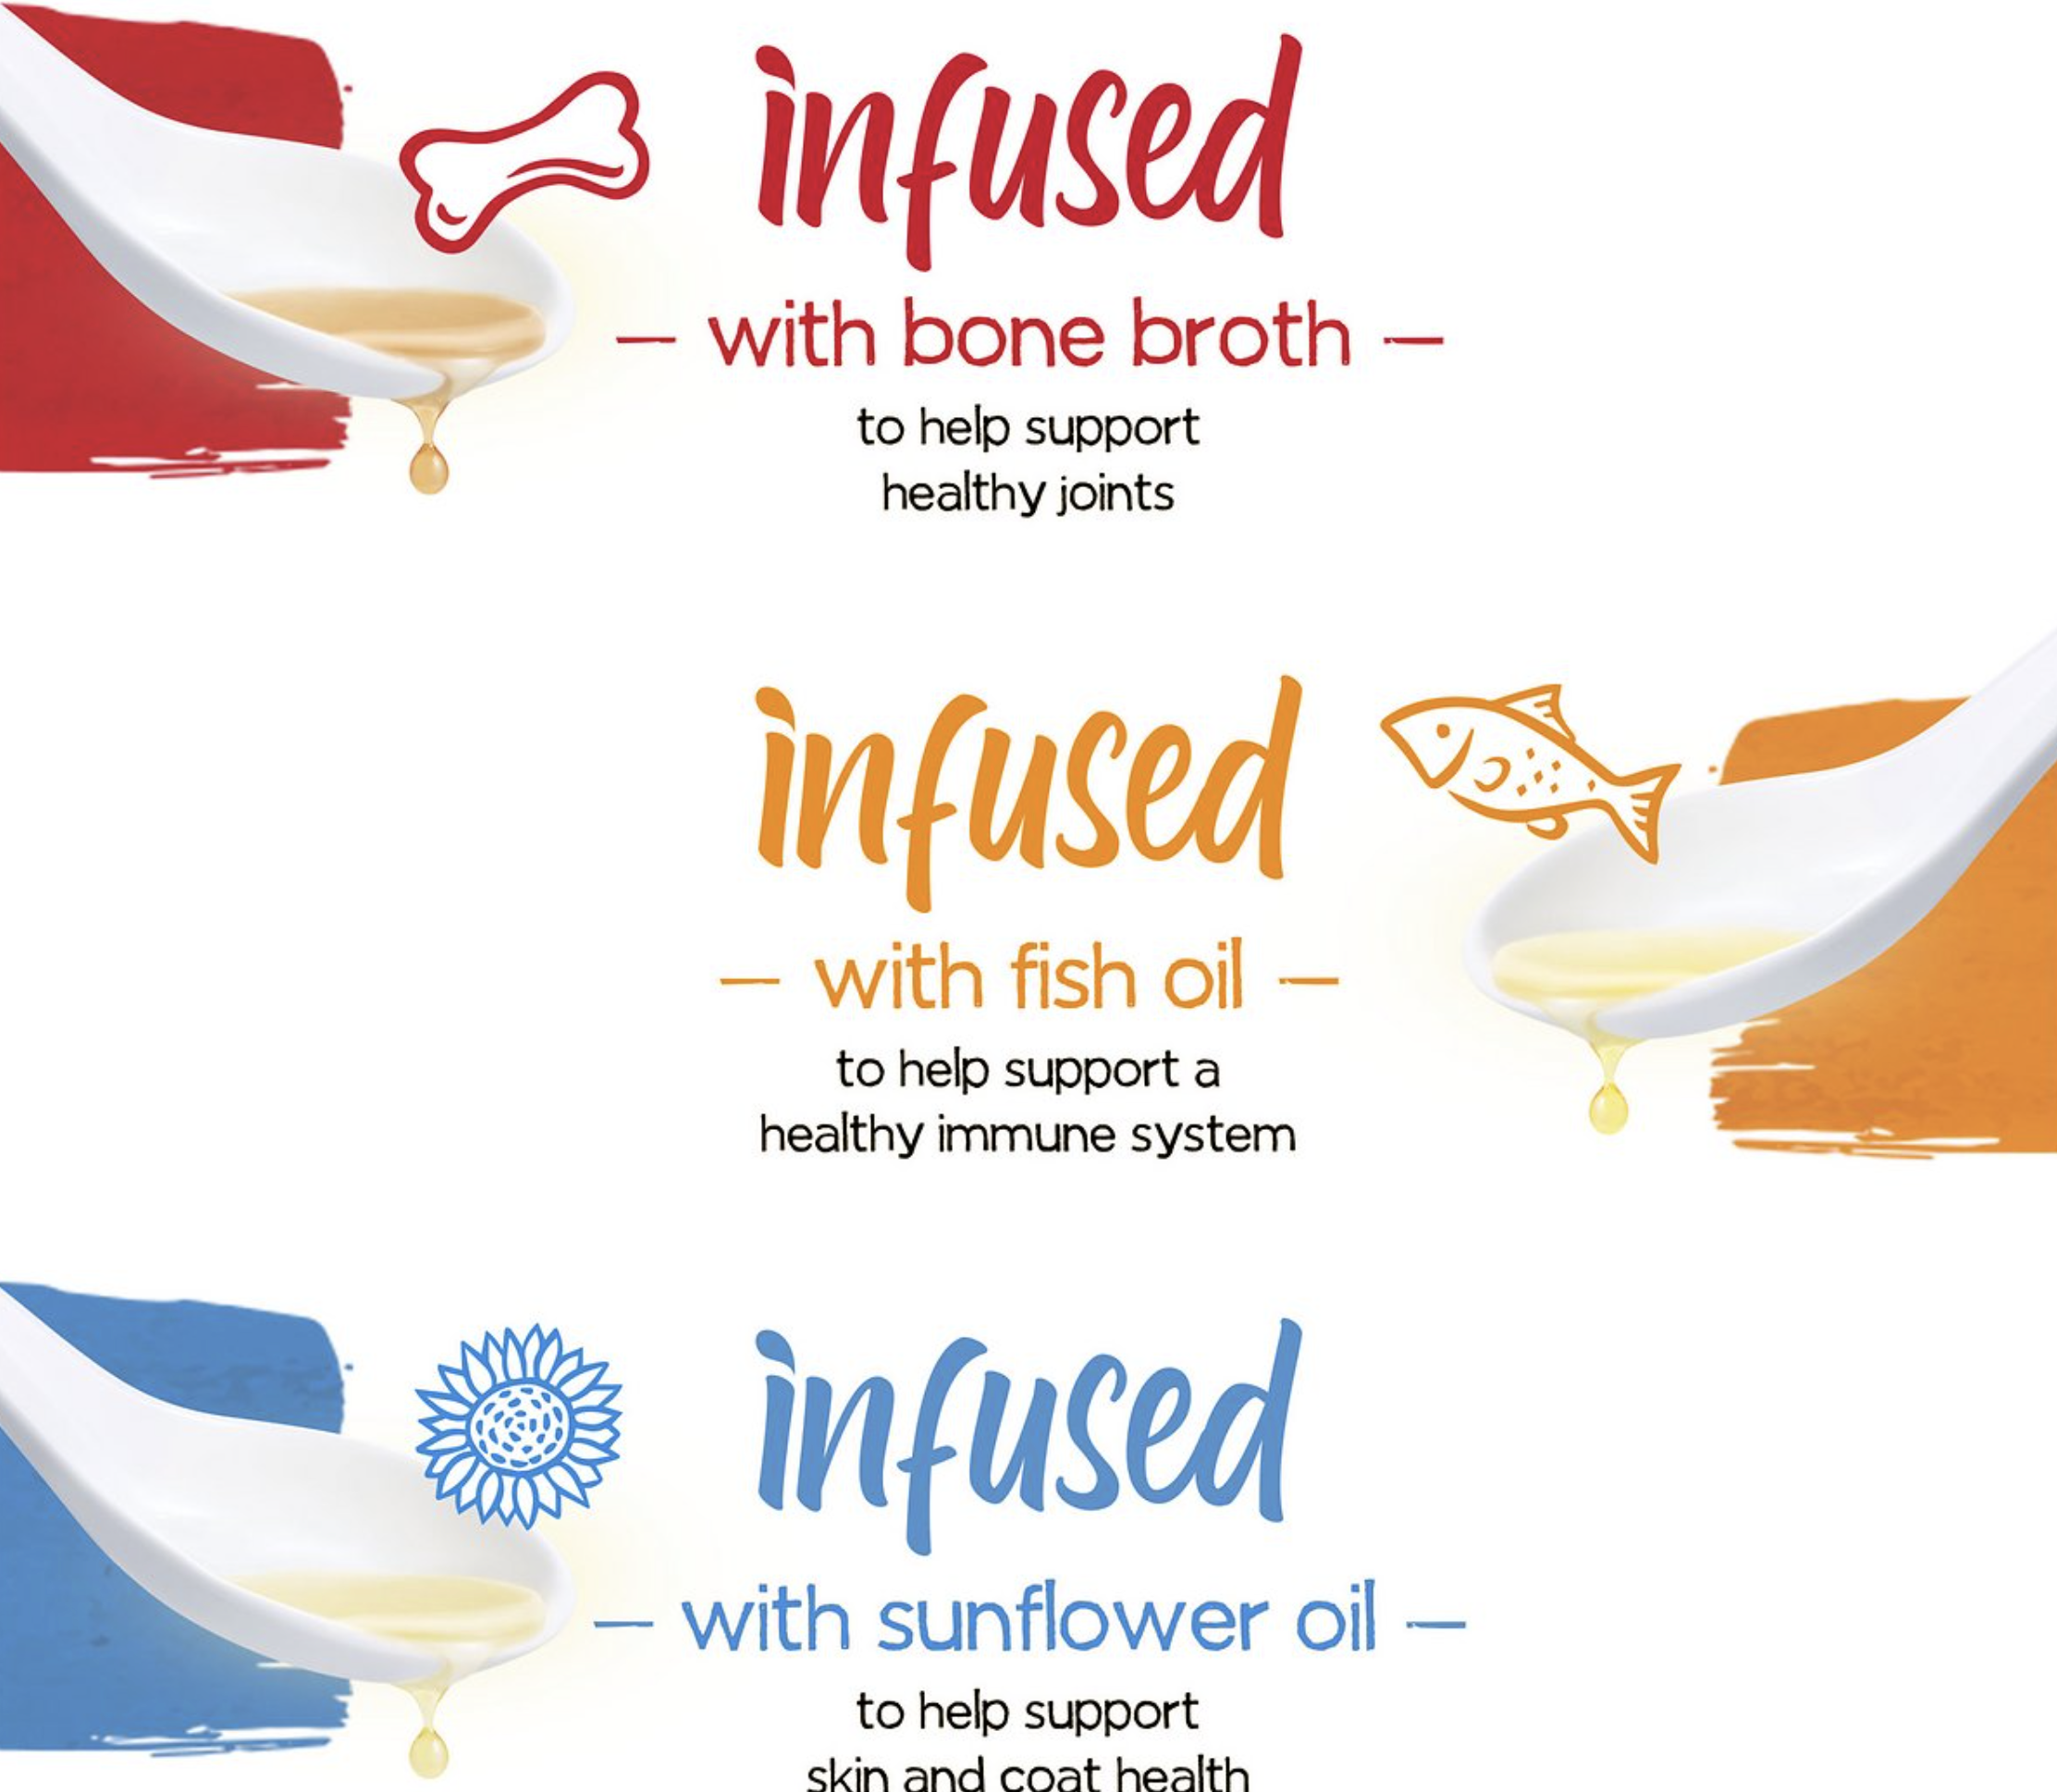 infused
— with bone broth —
to help support
healthy joints
infused
— with fish oil —
to help support a
healthy immune system
infused
— with sunflower oil —
to help support
skin and coat health